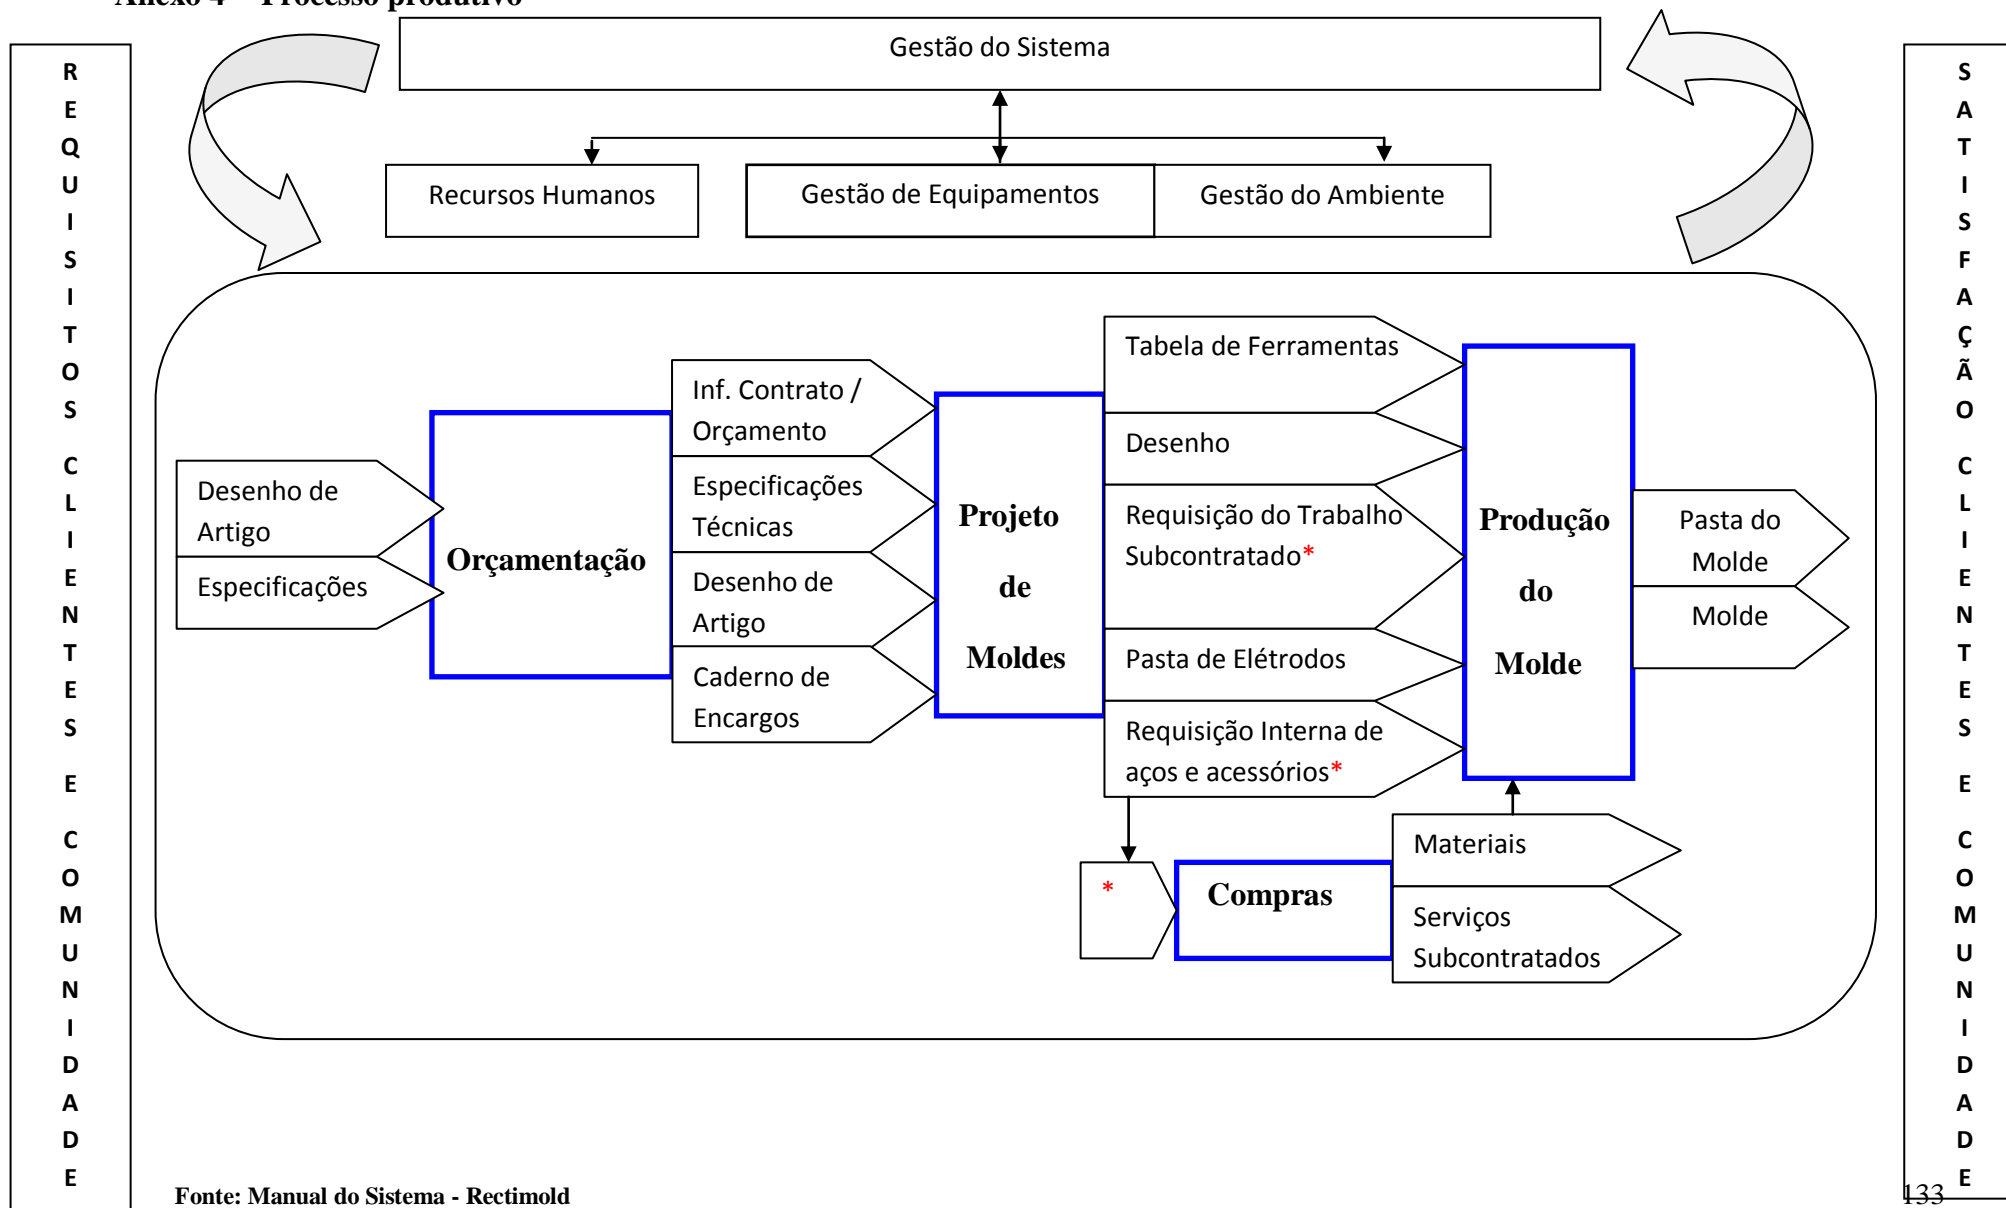 Anexo 4 – Processo produtivo
REQUISITOS CLIENTES E COMUNIDADE
Gestão do Sistema
Recursos Humanos
Gestão de Equipamentos
Gestão do Ambiente
Desenho de
Artigo
Especificações
Orçamentação
Inf. Contrato /
Orçamento
Especificações
Técnicas
Desenho de
Artigo
Caderno de
Encargos
Projeto
de
Moldes
Tabela de Ferramentas
Desenho
Requisição do Trabalho
Subcontratado*
Pasta de Elétrodos
Requisição Interna de
aços e acessórios*
Produção
do
Molde
Pasta do
Molde
Molde
*
Compras
Materiais
Serviços
Subcontratados
SATISFAÇÃO CLIENTES E COMUNIDADE
Fonte: Manual do Sistema - Rectimold
133